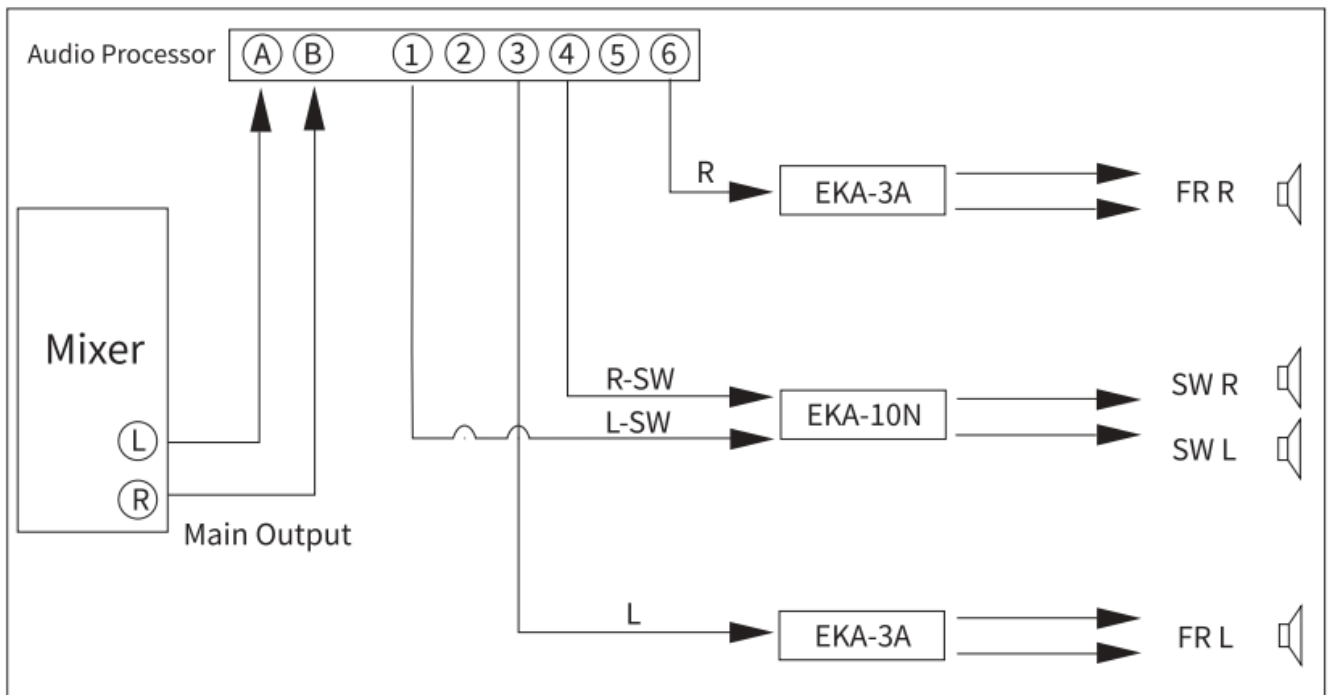 Audio Processor A B 1 2 3 4 5 6
R EKA-3A FR R
Mixer
R-SW
L-SW
EKA-10N
SW R
SW L
L
R
Main Output
L EKA-3A FR L